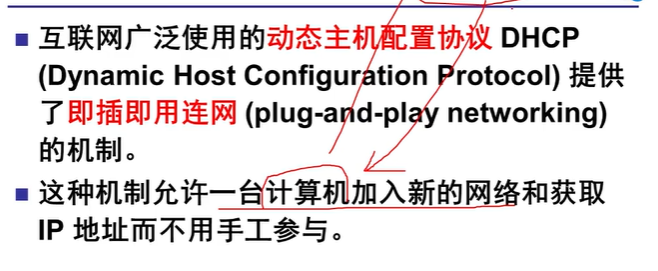 ■ 互联网广泛使用的动态主机配置协议 DHCP
(Dynamic Host Configuration Protocol) 提供
了即插即用连网 (plug-and-play networking)
的机制。
■ 这种机制允许一台计算机加入新的网络和获取
IP 地址而不用手工参与。